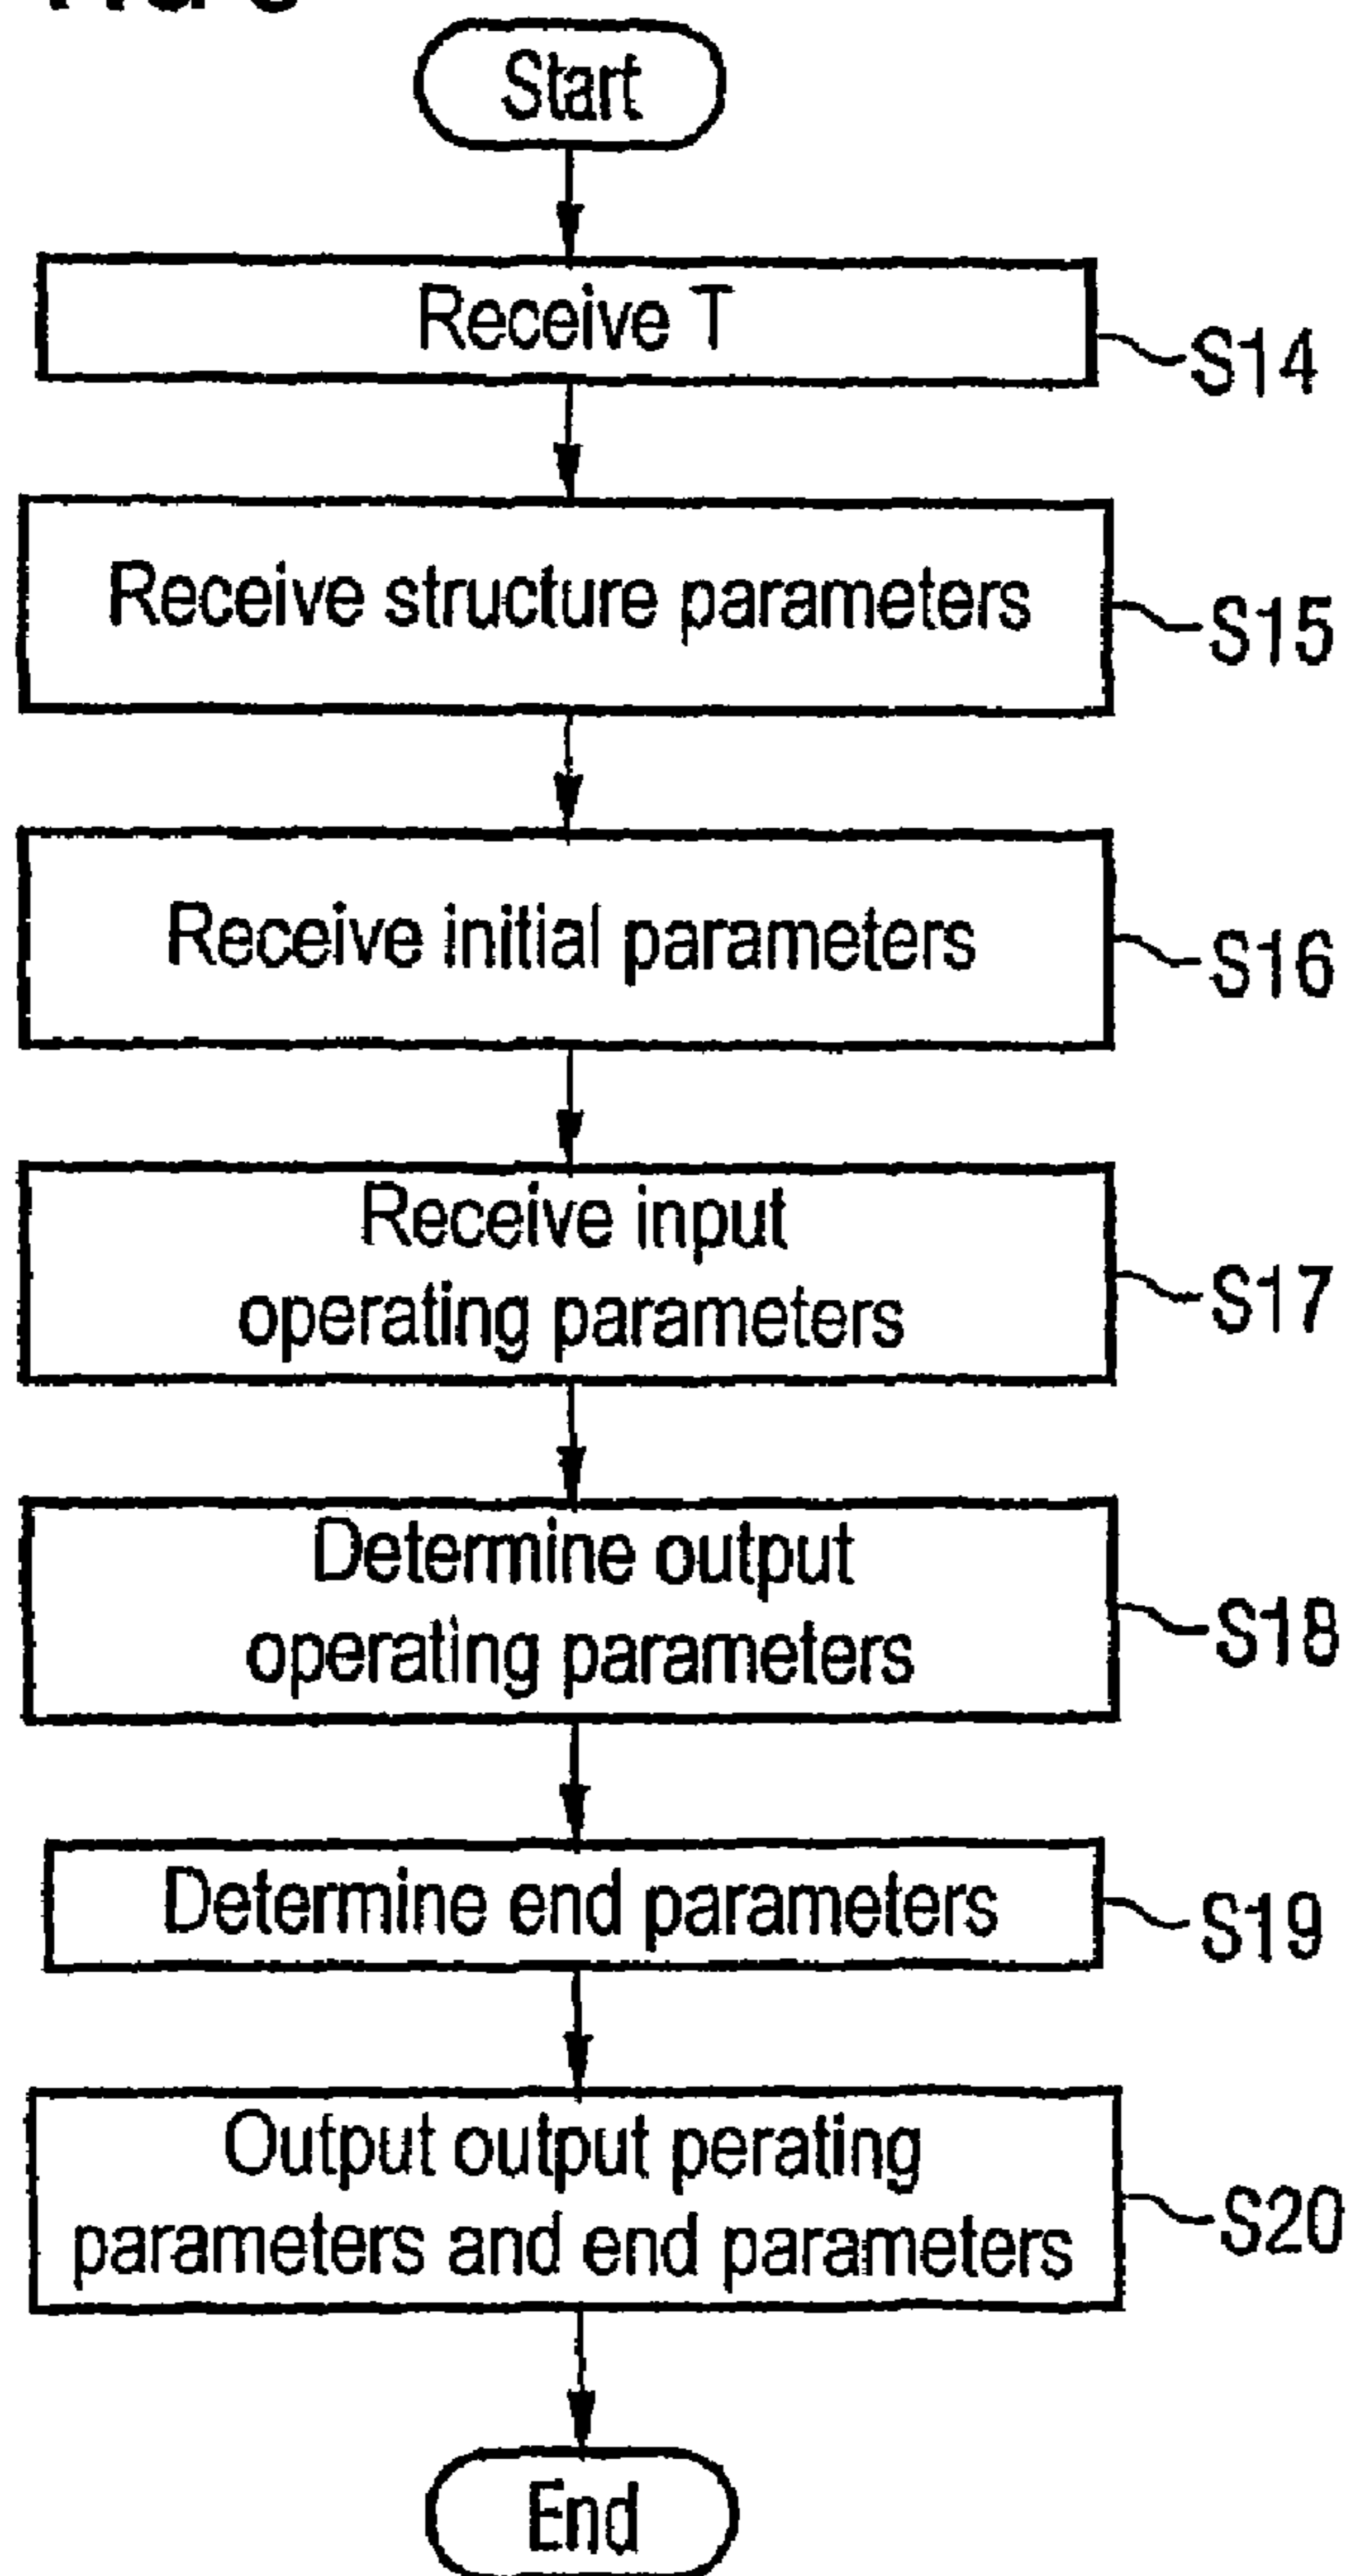 Start
Receive T
S14
Receive structure parameters
S15
Receive initial parameters
S16
Receive input
operating parameters
S17
Determine output
operating parameters
S18
Determine end parameters
S19
Output output perating
parameters and end parameters
S20
End